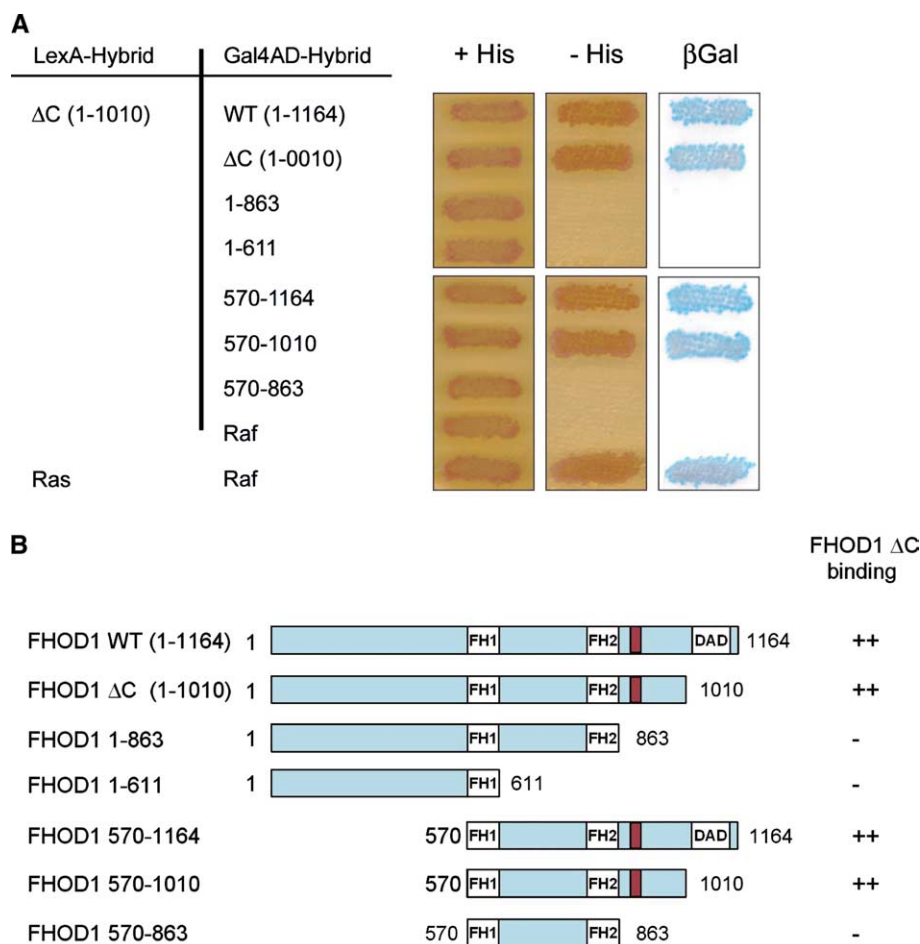 A
LexA-Hybrid Gal4AD-Hybrid + His - His βGal
ΔC (1-1010) WT (1-1164)
ΔC (1-0010)
1-863
1-611
570-1164
570-1010
570-863
Raf
Ras Raf
B
FHOD1 ΔC
binding
FHOD1 WT (1-1164) 1 FH1 FH2 DAD 1164 ++
FHOD1 ΔC (1-1010) 1 FH1 FH2 1010 ++
FHOD1 1-863 1 FH1 FH2 863 -
FHOD1 1-611 1 FH1 611 -
FHOD1 570-1164 570 FH1 FH2 DAD 1164 ++
FHOD1 570-1010 570 FH1 FH2 1010 ++
FHOD1 570-863 570 FH1 FH2 863 -